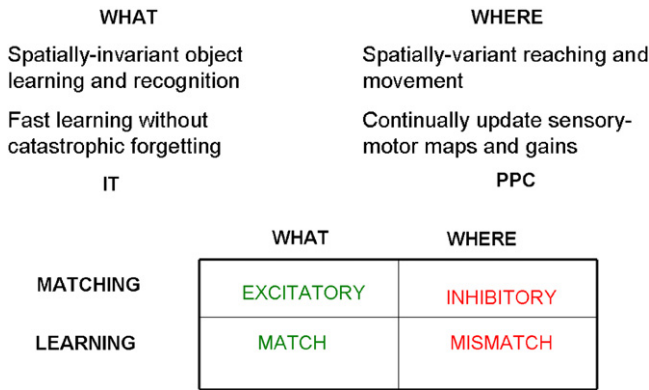 WHAT WHERE
Spatially-invariant object Spatially-variant reaching and
learning and recognition movement
Fast learning without Continually update sensory-
catastrophic forgetting motor maps and gains
IT PPC
WHAT WHERE
MATCHING EXCITATORY INHIBITORY
LEARNING MATCH MISMATCH